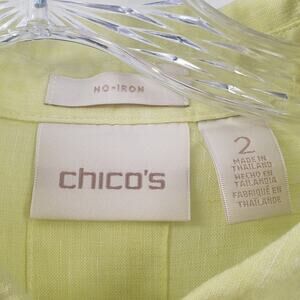 NO-IRON
chico's
2
MADE IN
THAILAND
HECHO EN
TAILANDIA
FABRIQUÉ EN
THAÏLANDE